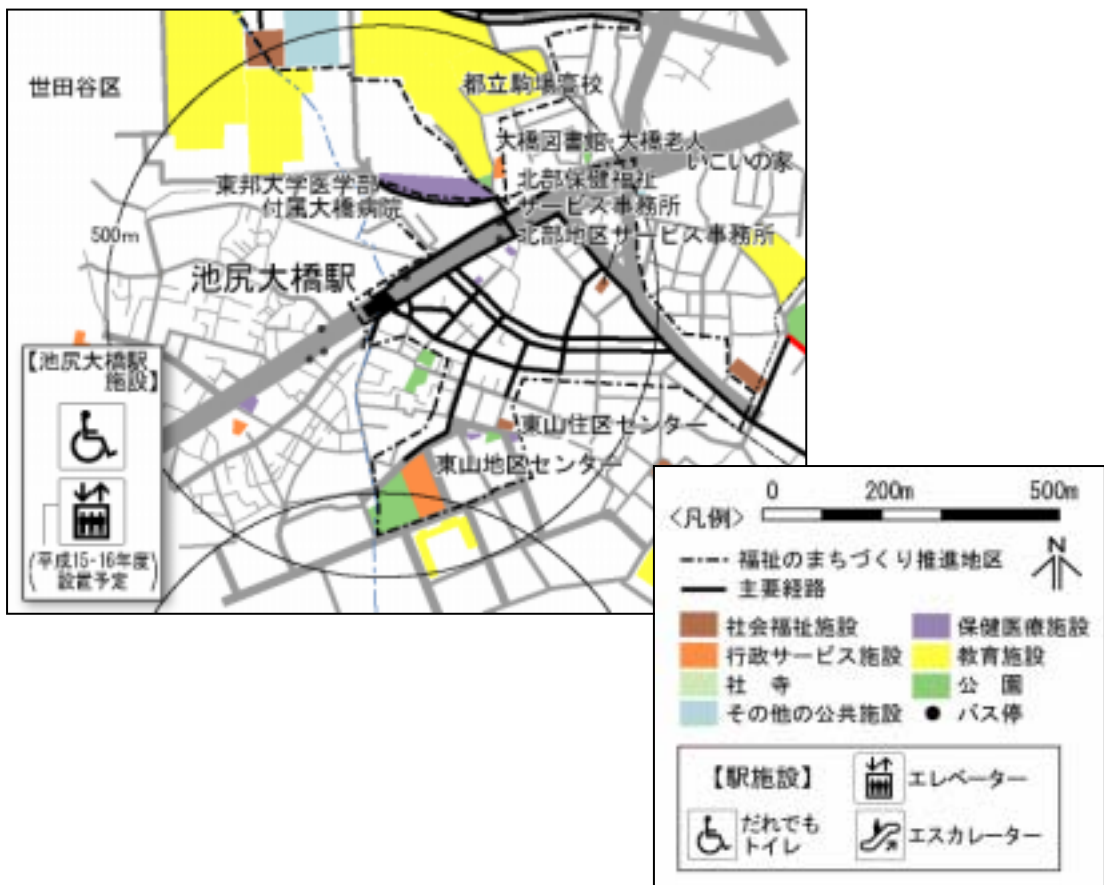 世田谷区
都立駒場高校
大橋図書館・大橋老人
いこいの家
東邦大学医学部
付属大橋病院
北部保健福祉
サービス事務所
北部地区サービス事務所
500m
池尻大橋駅
【池尻大橋駅
施設】
(平成15-16年度)
設置予定
東山住区センター
東山地区センター
0 200m 500m
<凡例>
N
福祉のまちづくり推進地区
主要経路
社会福祉施設
保健医療施設
行政サービス施設
教育施設
社 寺
公 園
その他の公共施設
バス停
【駅施設】
エレベーター
だれでも
トイレ
エスカレーター